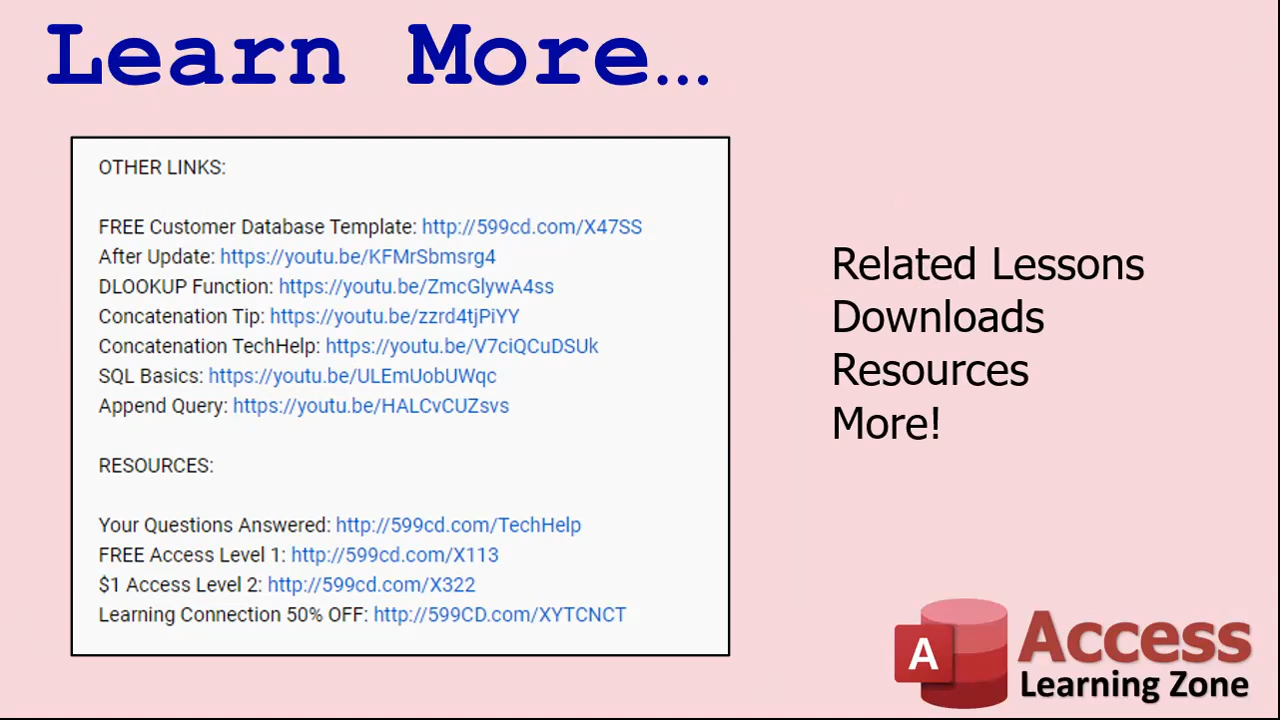 Learn More...
OTHER LINKS:
FREE Customer Database Template: http://599cd.com/X47SS
After Update: https://youtu.be/KFMrSbmsrg4
DLOOKUP Function: https://youtu.be/ZmcGlywA4ss
Concatenation Tip: https://youtu.be/zzrd4tjPiYY
Concatenation TechHelp: https://youtu.be/V7ciQCuDSUk
SQL Basics: https://youtu.be/ULEmUobUWqc
Append Query: https://youtu.be/HALCvCUZsvs
RESOURCES:
Your Questions Answered: http://599cd.com/TechHelp
FREE Access Level 1: http://599cd.com/X113
$1 Access Level 2: http://599cd.com/X322
Learning Connection 50% OFF: http://599CD.com/XYTCNCT
Related Lessons
Downloads
Resources
More!
A
Access
Learning Zone